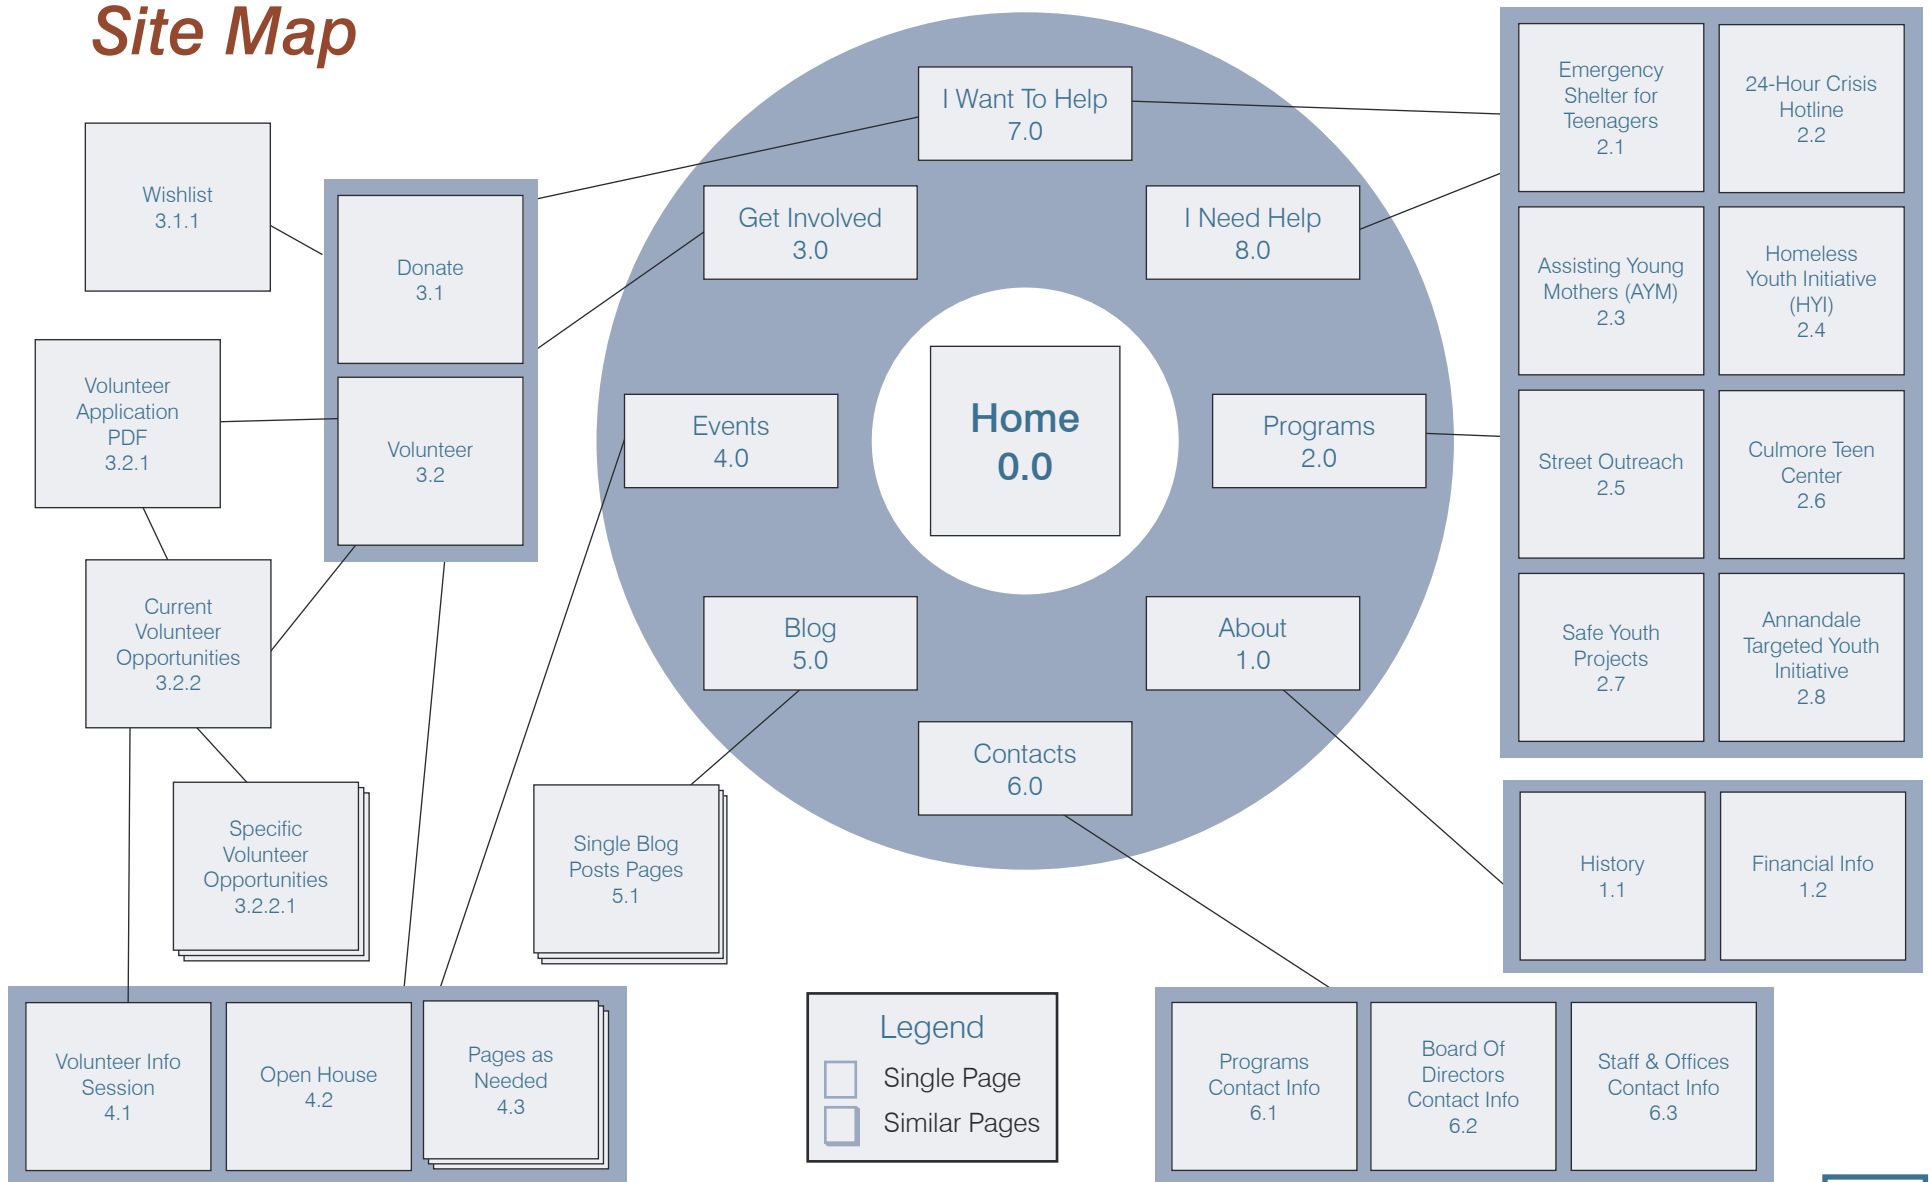 Site Map
I Want To Help
7.0
Get Involved
3.0
I Need Help
8.0
Events
4.0
Home
0.0
Programs
2.0
Blog
5.0
About
1.0
Contacts
6.0
Wishlist
3.1.1
Donate
3.1
Volunteer
Application
PDF
3.2.1
Volunteer
3.2
Current
Volunteer
Opportunities
3.2.2
Specific
Volunteer
Opportunities
3.2.2.1
Single Blog
Posts Pages
5.1
Volunteer Info
Session
4.1
Open House
4.2
Pages as
Needed
4.3
Legend
Single Page
Similar Pages
Emergency
Shelter for
Teenagers
2.1
24-Hour Crisis
Hotline
2.2
Assisting Young
Mothers (AYM)
2.3
Homeless
Youth Initiative
(HYI)
2.4
Street Outreach
2.5
Culmore Teen
Center
2.6
Safe Youth
Projects
2.7
Annandale
Targeted Youth
Initiative
2.8
History
1.1
Financial Info
1.2
Programs
Contact Info
6.1
Board Of
Directors
Contact Info
6.2
Staff & Offices
Contact Info
6.3